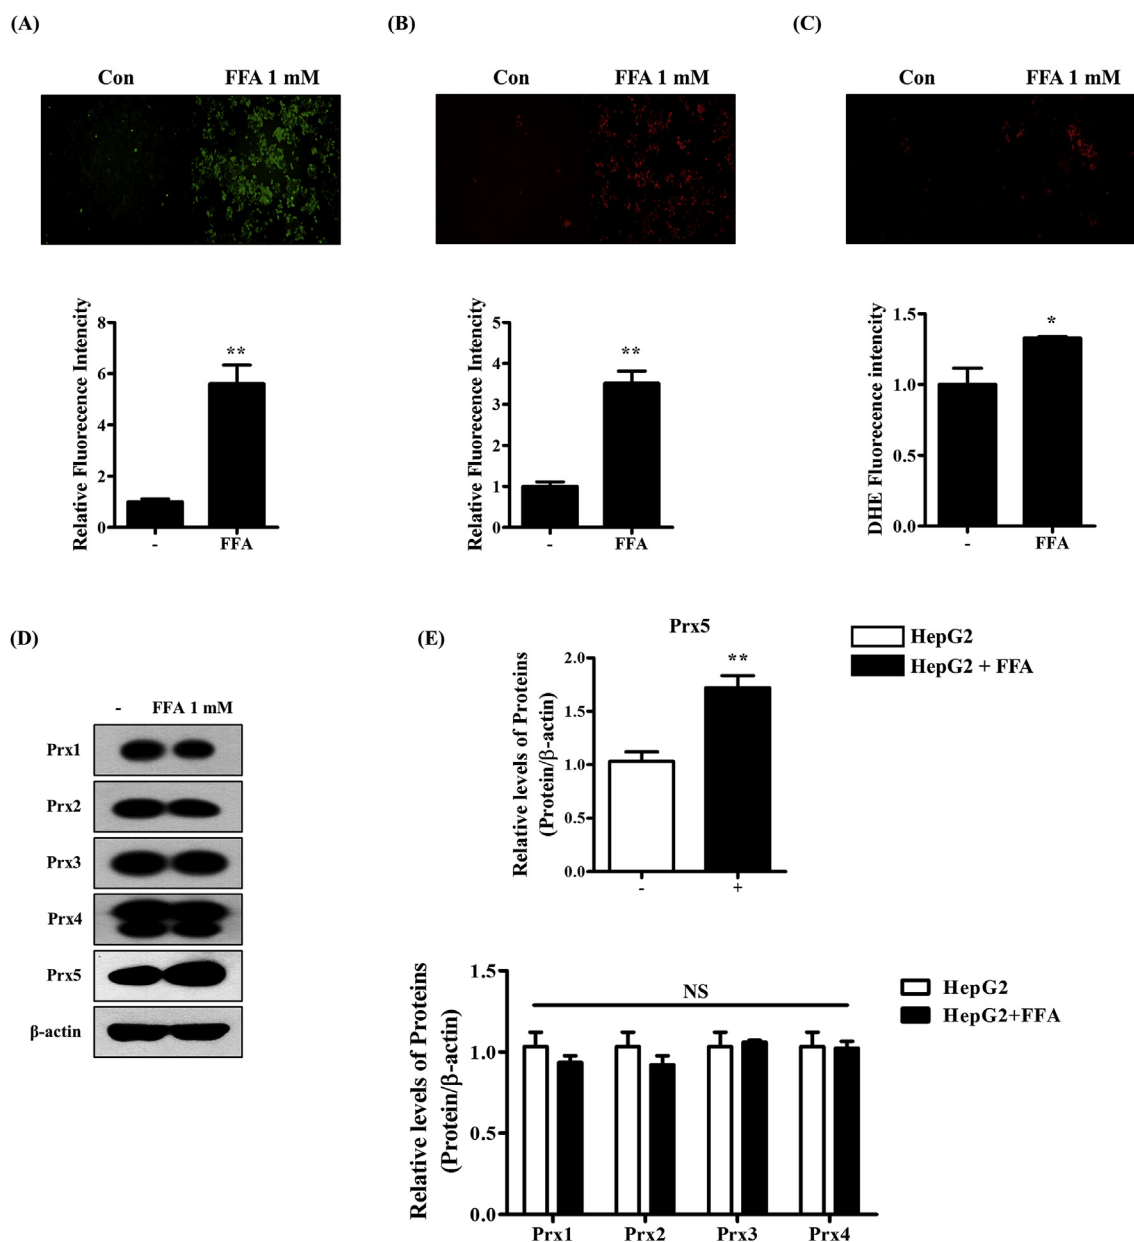 (A)
Con FFA 1 mM
Relative Fluorecence Intencity
8
6
4
2
0
- FFA
**
(B)
Con FFA 1 mM
Relative Fluorecence Intencity
5
4
3
2
1
0
- FFA
**
(C)
Con FFA 1 mM
DHE Fluorecence intencity
1.5
1.0
0.5
0.0
- FFA
*
(D)
- FFA 1 mM
Prx1
Prx2
Prx3
Prx4
Prx5
β-actin
(E)
Prx5
HepG2
HepG2 + FFA
Relative levels of Proteins
(Protein/β-actin)
2.0
1.5
1.0
0.5
0.0
- +
**
Relative levels of Proteins
(Protein/β-actin)
1.5
1.0
0.5
0.0
NS
HepG2
HepG2+FFA
Prx1 Prx2 Prx3 Prx4